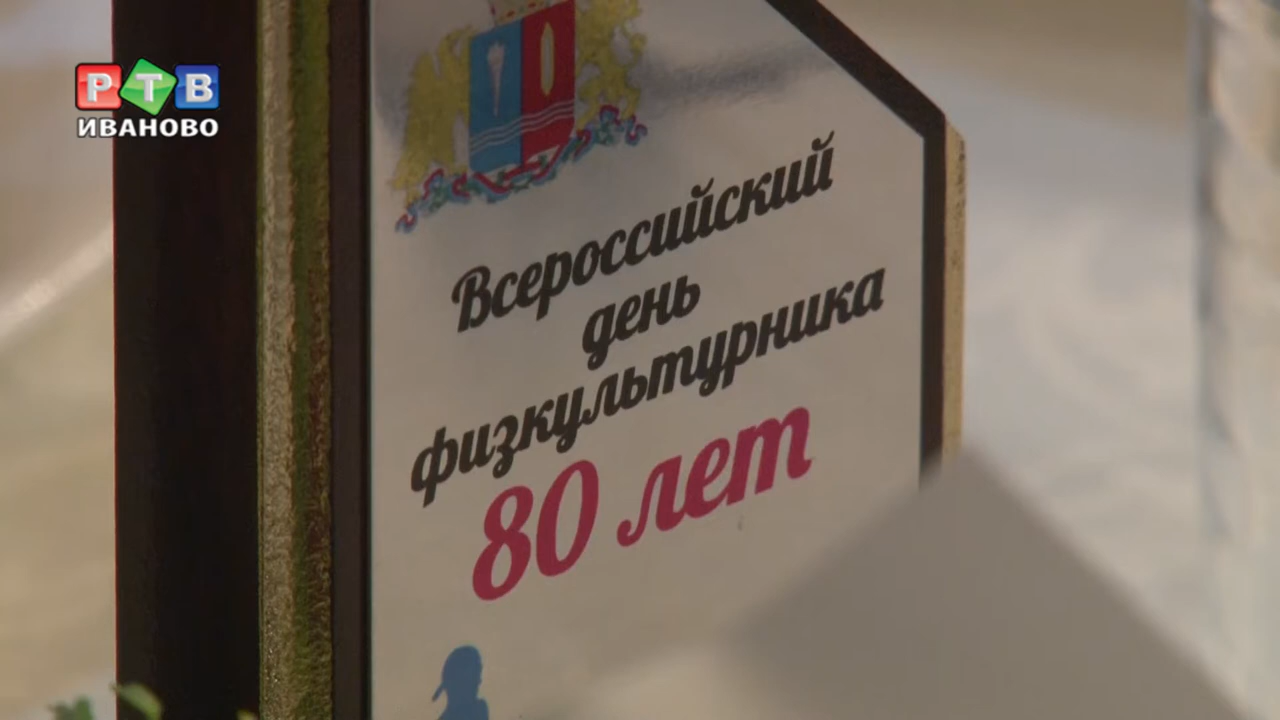 РТВ
ИВАНОВО
Всероссийский
день
физкультурника
80 лет